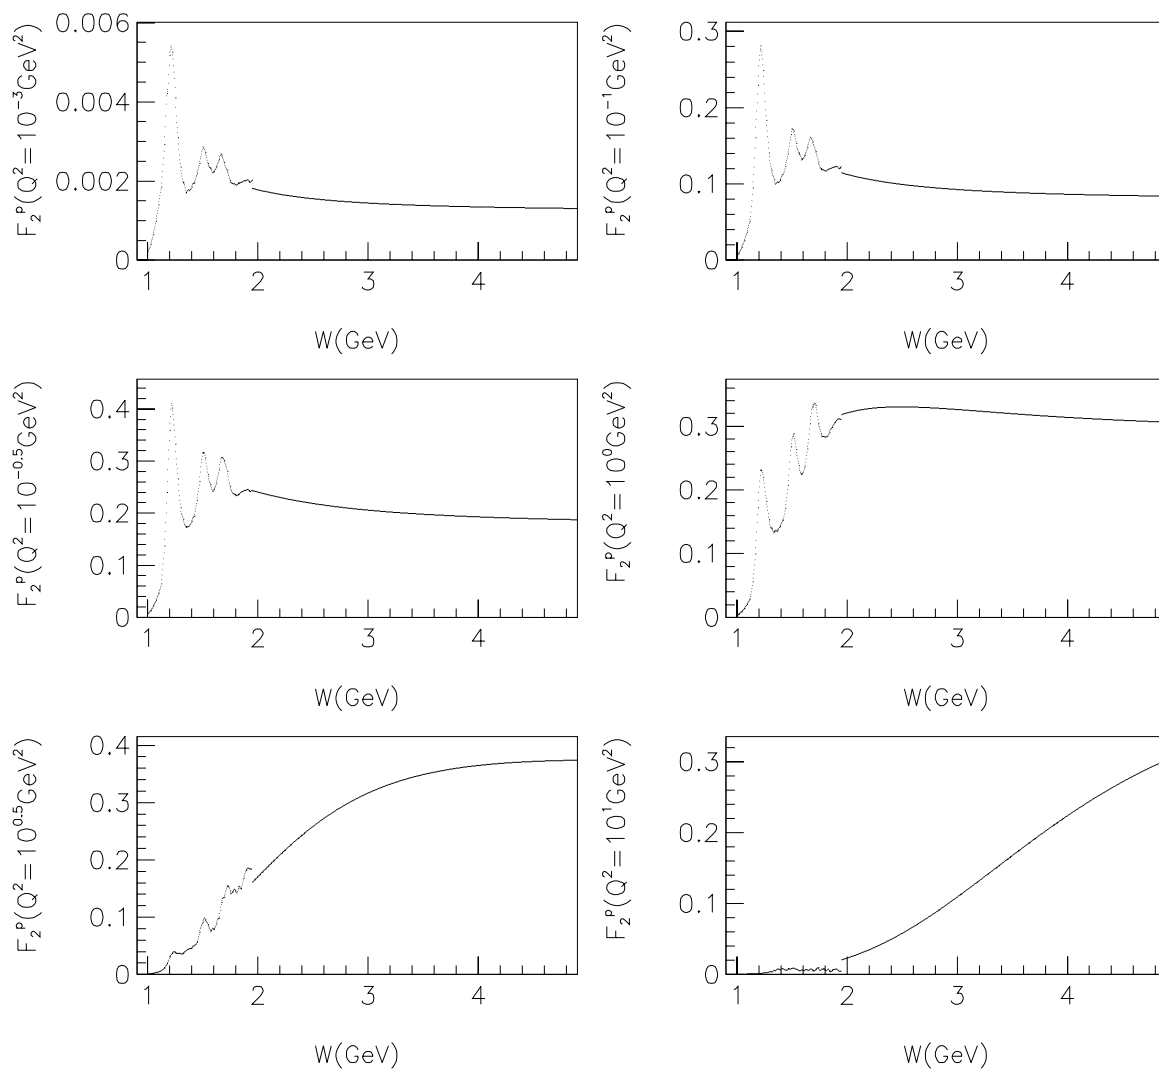 F₂ᵖ(Q²=10⁻³GeV²)
0.006
0.004
0.002
0
1 2 3 4
W(GeV)
F₂ᵖ(Q²=10⁻¹GeV²)
0.3
0.2
0.1
0
1 2 3 4
W(GeV)
F₂ᵖ(Q²=10⁻⁰·⁵GeV²)
0.4
0.3
0.2
0.1
0
1 2 3 4
W(GeV)
F₂ᵖ(Q²=10⁰GeV²)
0.3
0.2
0.1
0
1 2 3 4
W(GeV)
F₂ᵖ(Q²=10⁰·⁵GeV²)
0.4
0.3
0.2
0.1
0
1 2 3 4
W(GeV)
F₂ᵖ(Q²=10¹GeV²)
0.3
0.2
0.1
0
1 2 3 4
W(GeV)